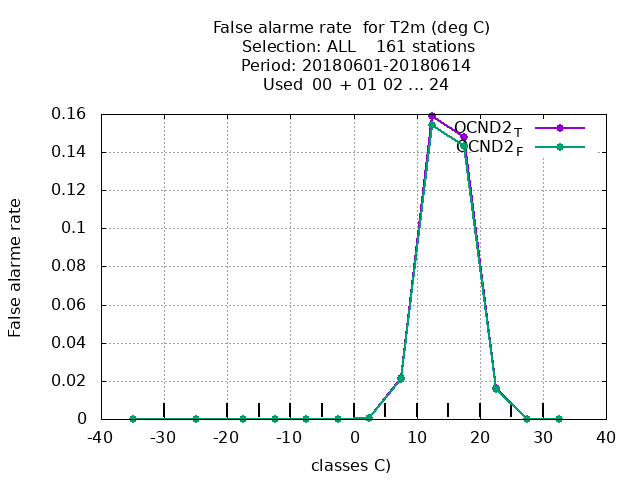 False alarme rate  for T2m (deg C)
Selection: ALL    161 stations
Period: 20180601-20180614
Used  00  + 01 02 ... 24
False alarme rate
0.16
0.14
0.12
0.1
0.08
0.06
0.04
0.02
0
OCND2T
OCND2F
-40 -30 -20 -10 0 10 20 30 40
classes C)